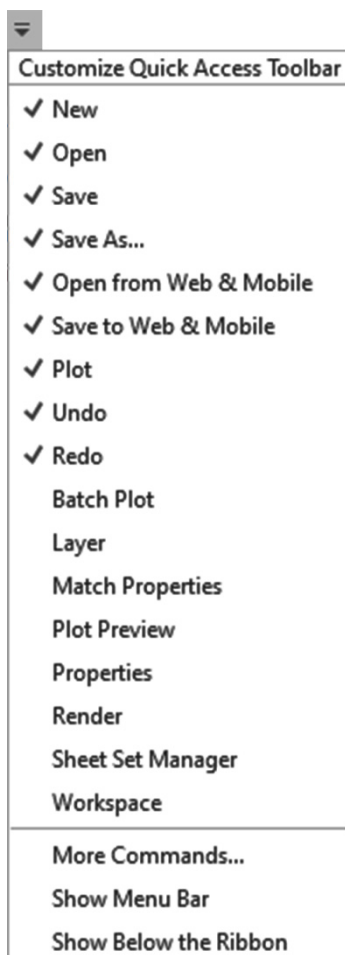 Customize Quick Access Toolbar
New
Open
Save
Save As...
Open from Web & Mobile
Save to Web & Mobile
Plot
Undo
Redo
Batch Plot
Layer
Match Properties
Plot Preview
Properties
Render
Sheet Set Manager
Workspace
More Commands...
Show Menu Bar
Show Below the Ribbon